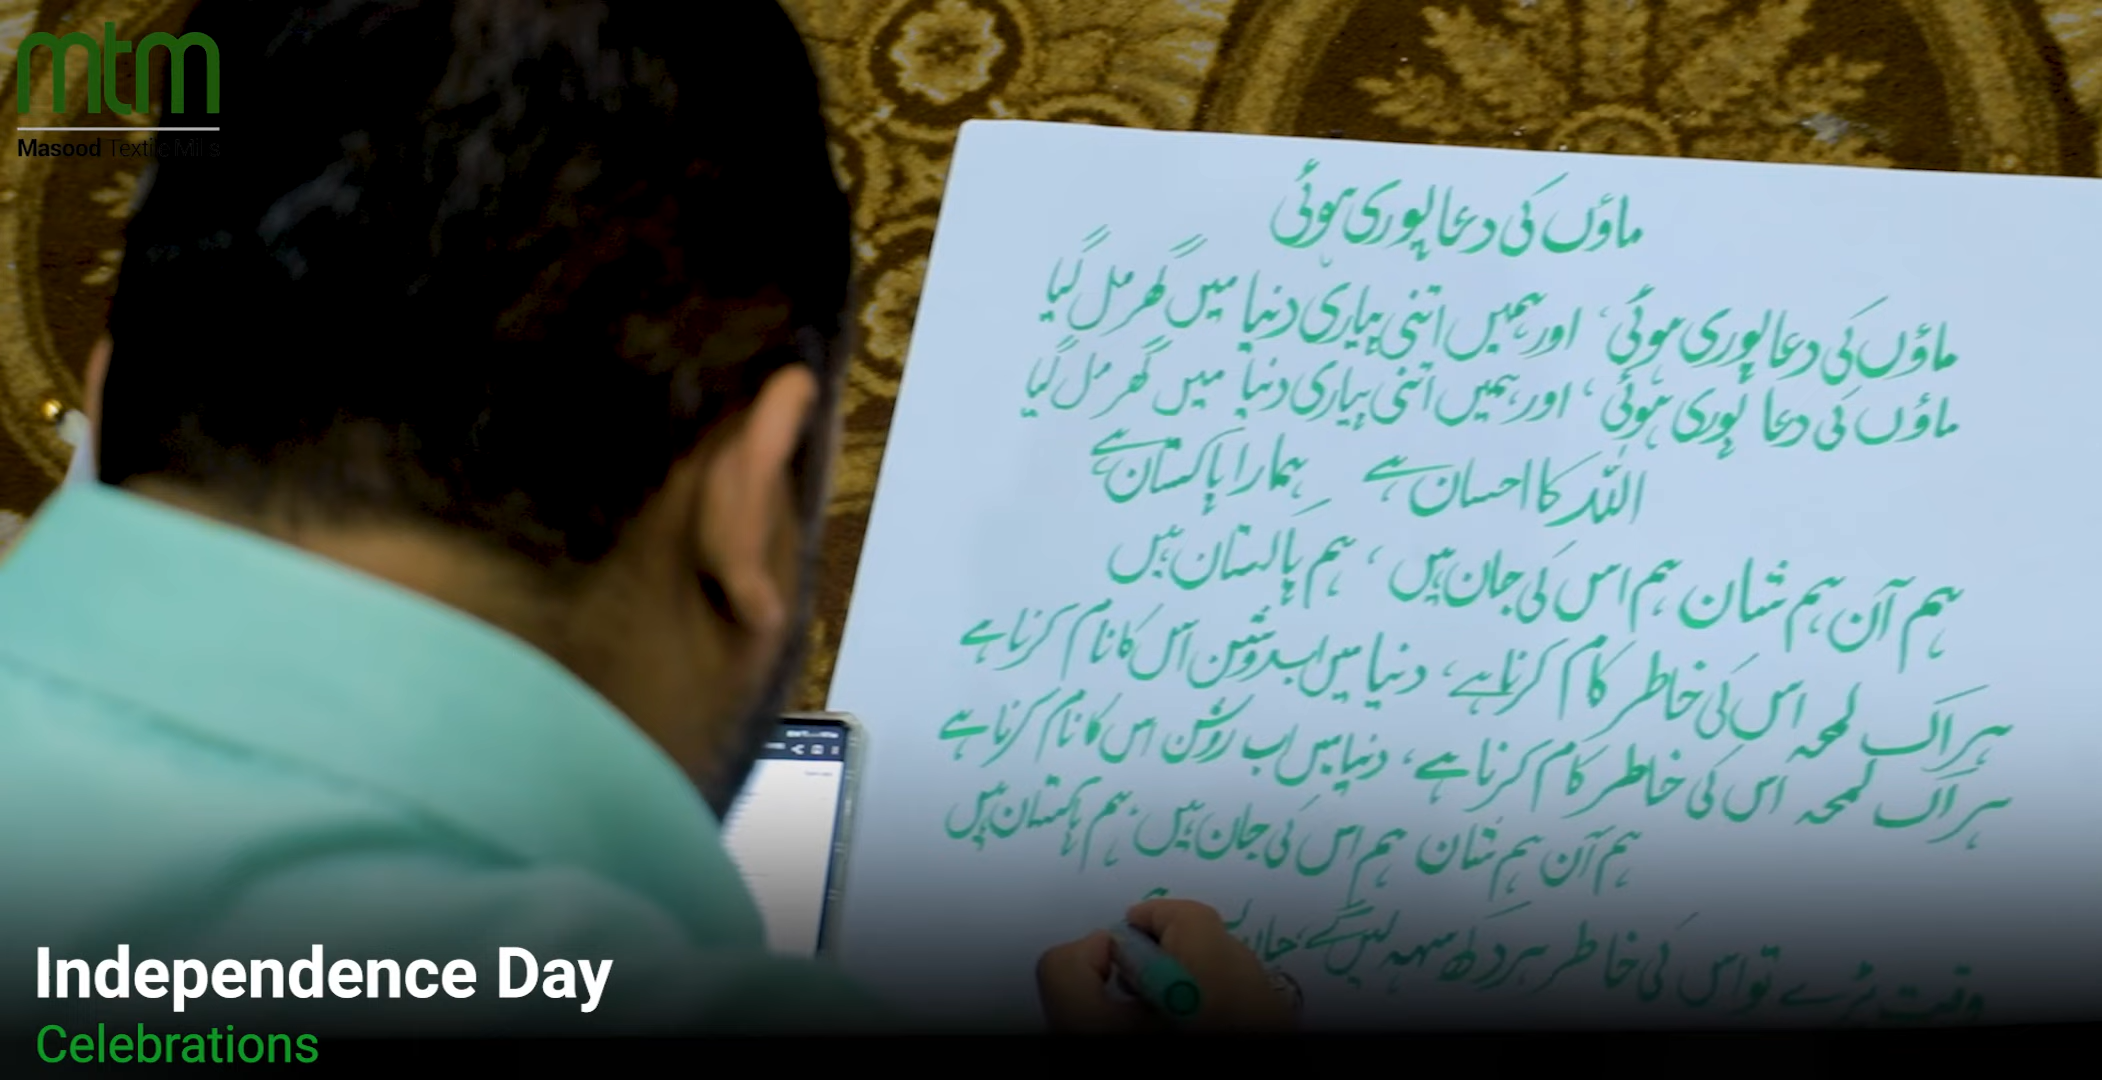 mtm
Masood Textile Mills
ماؤں کی دعا پوری ہوئی
ماؤں کی دعا پوری ہوئی، اور ہمیں اتنی پیاری دنیا میں گھر مل گیا
ماؤں کی دعا پوری ہوئی، اور ہمیں اتنی پیاری دنیا میں گھر مل گیا
اللہ کا احسان ہے ہمارا پاکستان ہے
ہم آن ہم شان ہم اس کی جان ہیں، ہم پاکستان ہیں
ہر اک لمحہ اس کی خاطر کام کرنا ہے، دنیا میں اب روشن اس کا نام کرنا ہے
ہر اک لمحہ اس کی خاطر کام کرنا ہے، دنیا میں اب روشن اس کا نام کرنا ہے
ہم آن ہم شان ہم اس کی جان ہیں، ہم پاکستان ہیں
وقت پڑے تو اس کی خاطر ہر دکھ سہہ لیں گے،
Independence Day
Celebrations